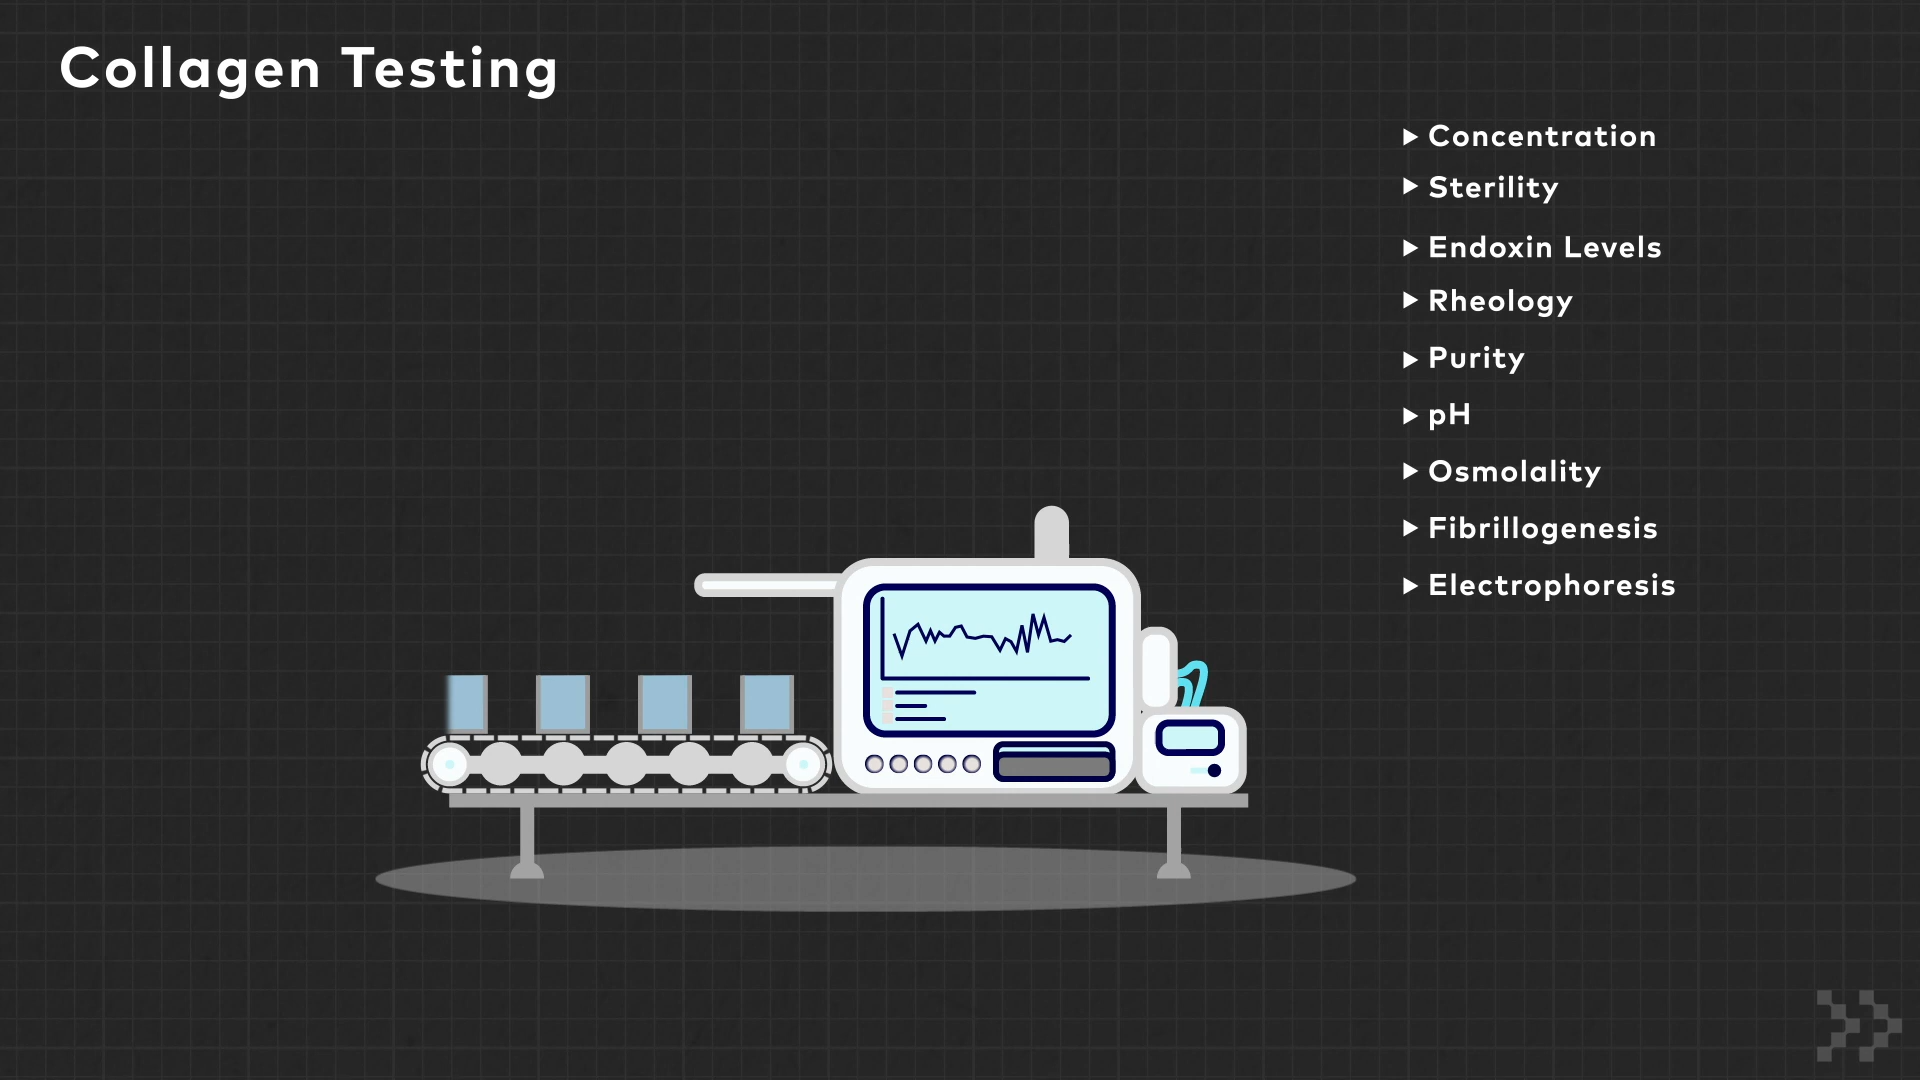 Collagen Testing
▶ Concentration
▶ Sterility
▶ Endoxin Levels
▶ Rheology
▶ Purity
▶ pH
▶ Osmolality
▶ Fibrillogenesis
▶ Electrophoresis